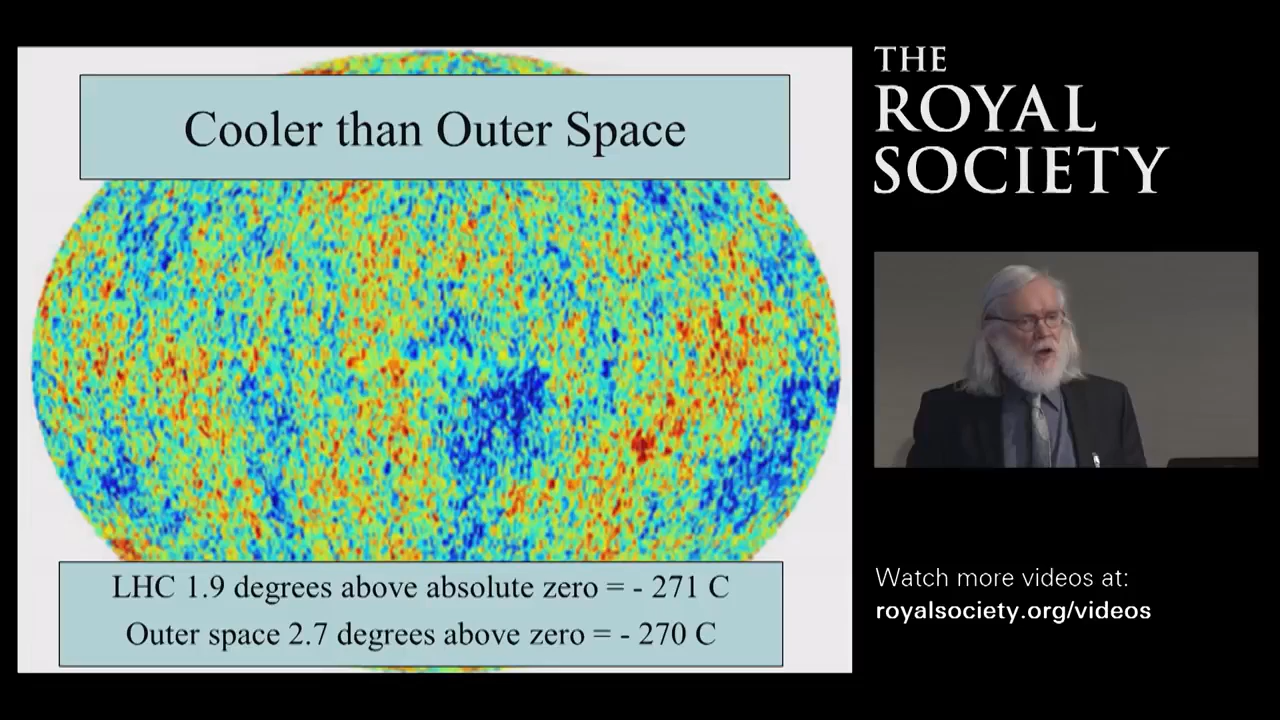 Cooler than Outer Space
LHC 1.9 degrees above absolute zero = - 271 C
Outer space 2.7 degrees above zero = - 270 C
THE
ROYAL
SOCIETY
Watch more videos at:
royalsociety.org/videos